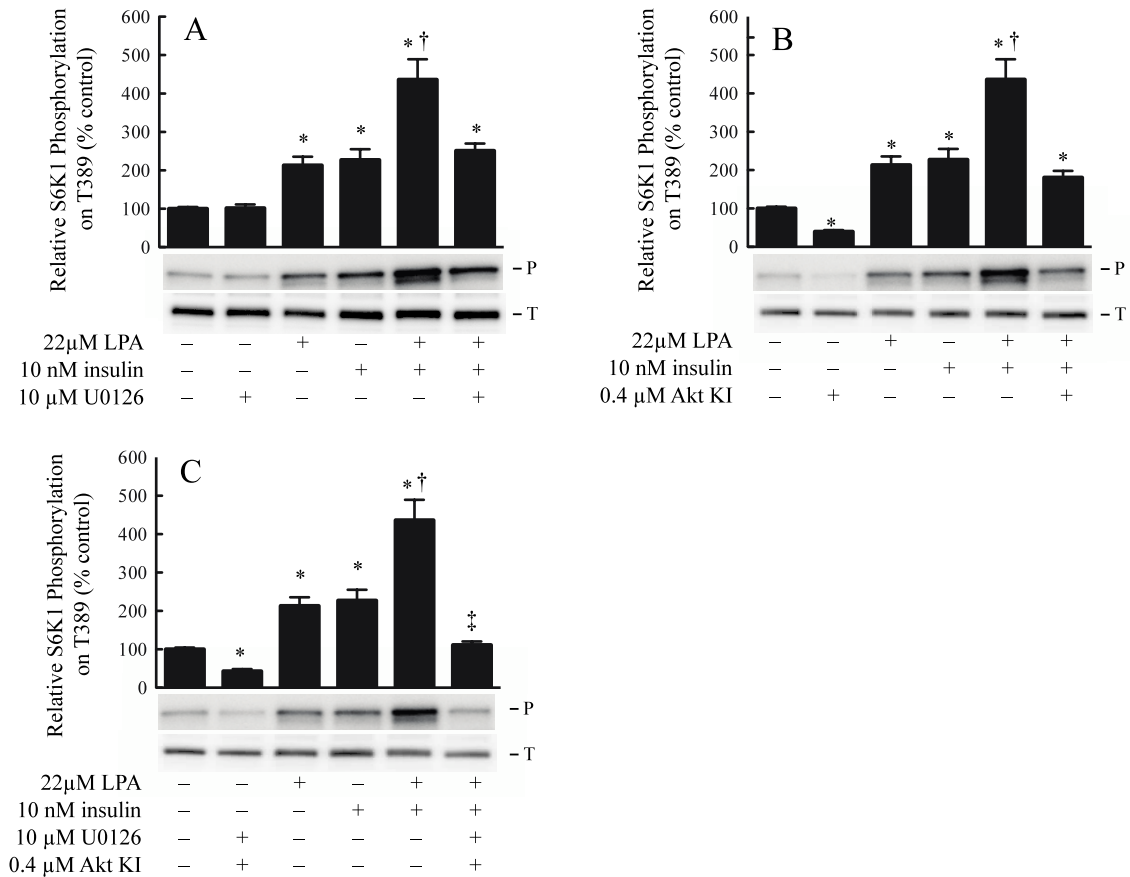 A
Relative S6K1 Phosphorylation
on T389 (% control)
600
500
400
300
200
100
0
* * *† *
– P
– T
22µM LPA – – + – + +
10 nM insulin – – – + + +
10 µM U0126 – + – – – +
B
Relative S6K1 Phosphorylation
on T389 (% control)
600
500
400
300
200
100
0
* * * *† *
– P
– T
22µM LPA – – + – + +
10 nM insulin – – – + + +
0.4 µM Akt KI – + – – – +
C
Relative S6K1 Phosphorylation
on T389 (% control)
600
500
400
300
200
100
0
* * * *† ‡
– P
– T
22µM LPA – – + – + +
10 nM insulin – – – + + +
10 µM U0126 – + – – – +
0.4 µM Akt KI – + – – – +